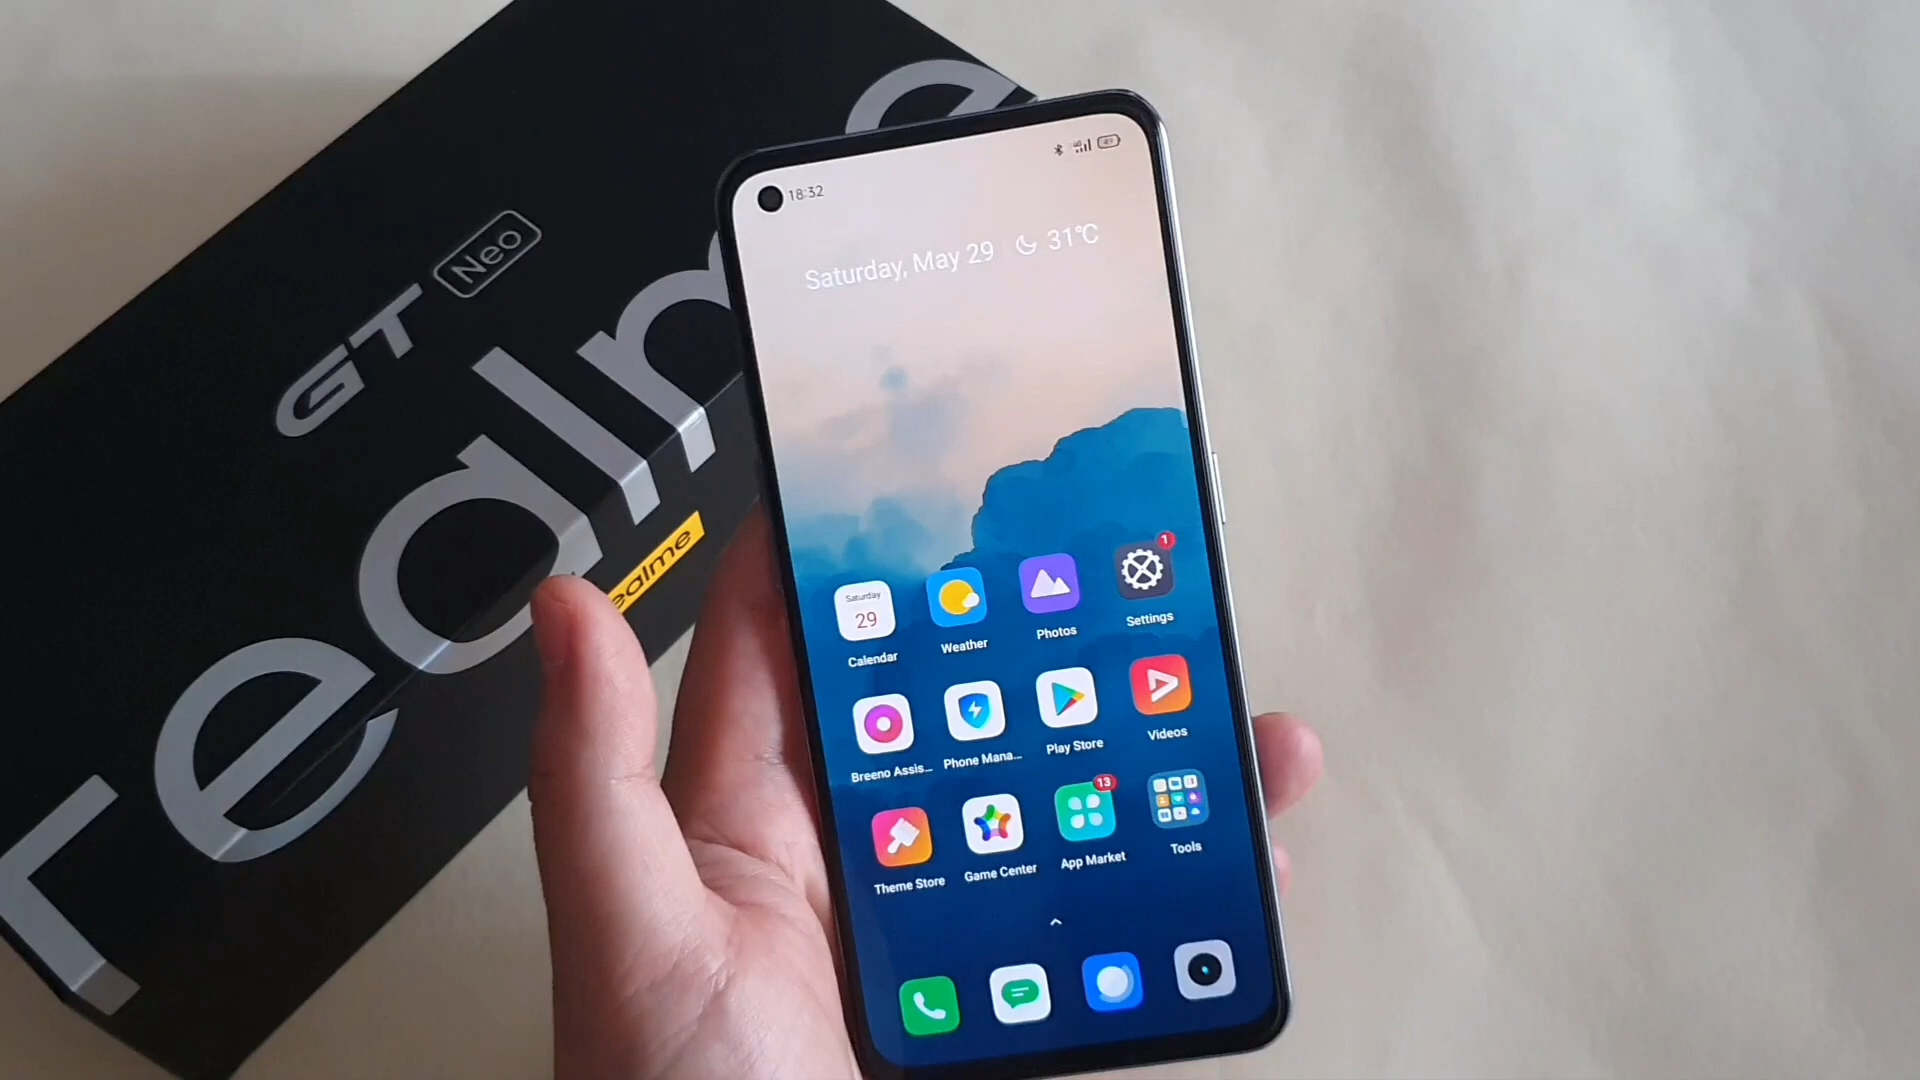 GT Neo
realme
realme
18:32
49
Saturday, May 29 31°C
Saturday
29
1
Calendar
Weather
Photos
Settings
Breeno Assis...
Phone Mana...
Play Store
Videos
13
Theme Store
Game Center
App Market
Tools